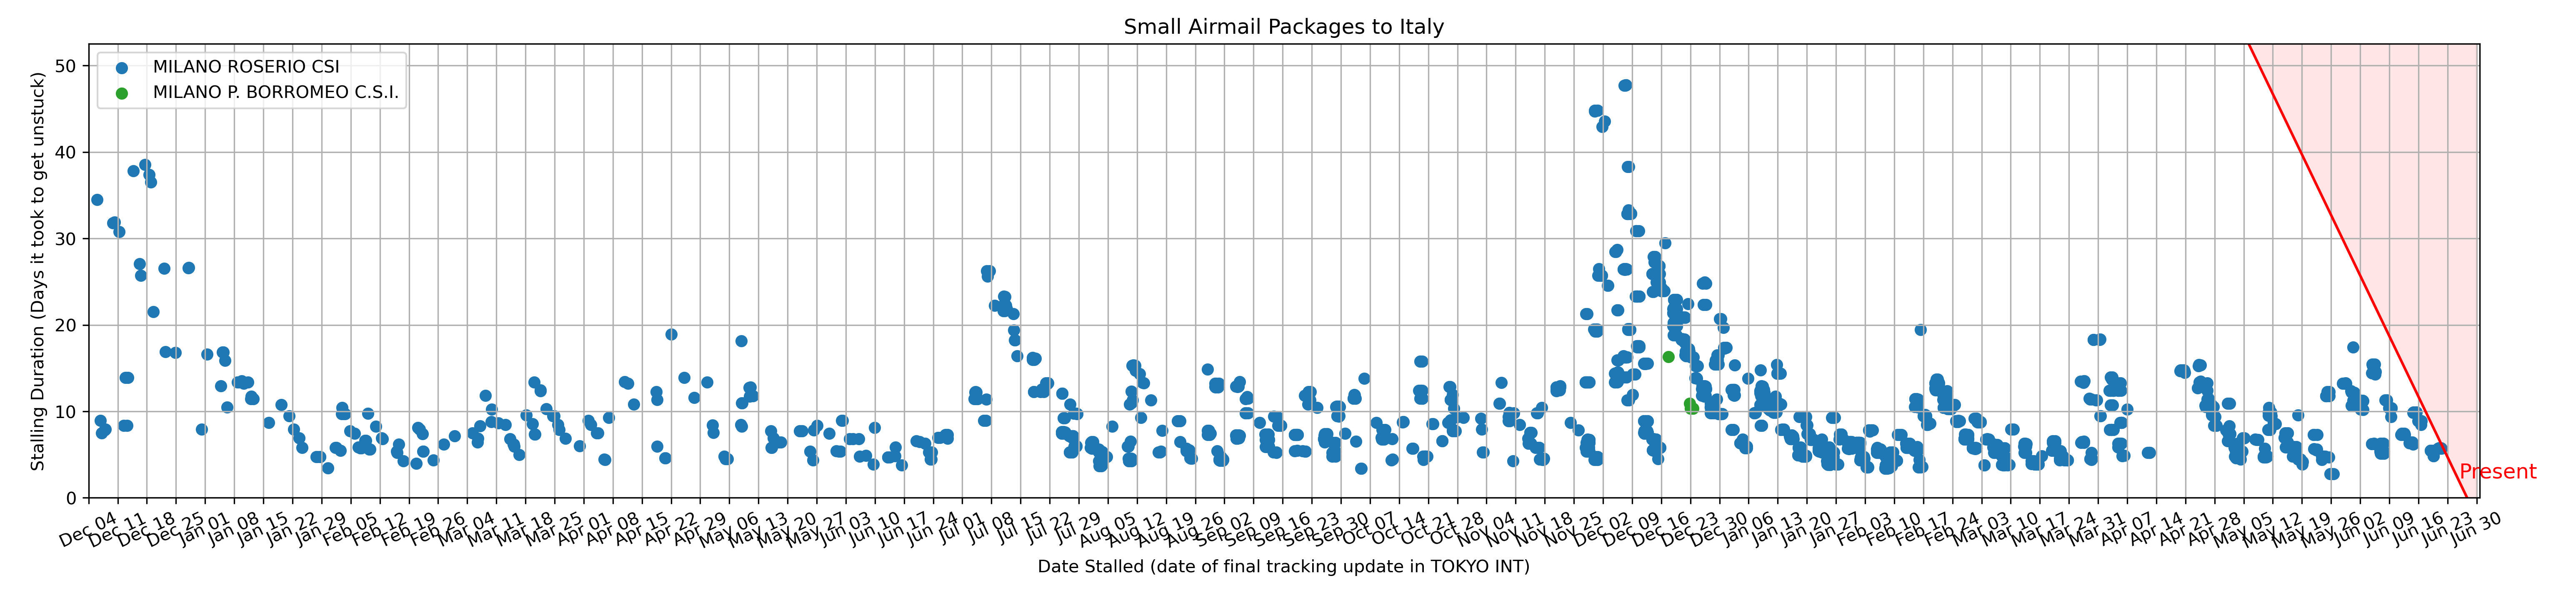 Small Airmail Packages to Italy
MILANO ROSERIO CSI
MILANO P. BORROMEO C.S.I.
Stalling Duration (Days it took to get unstuck)
50
40
30
20
10
0
Present
Dec 04
Dec 11
Dec 18
Dec 25
Jan 01
Jan 08
Jan 15
Jan 22
Jan 29
Feb 05
Feb 12
Feb 19
Feb 26
Mar 04
Mar 11
Mar 18
Mar 25
Apr 01
Apr 08
Apr 15
Apr 22
Apr 29
May 06
May 13
May 20
May 27
Jun 03
Jun 10
Jun 17
Jun 24
Jul 01
Jul 08
Jul 15
Jul 22
Jul 29
Aug 05
Aug 12
Aug 19
Aug 26
Sep 02
Sep 09
Sep 16
Sep 23
Sep 30
Oct 07
Oct 14
Oct 21
Oct 28
Nov 04
Nov 11
Nov 18
Nov 25
Dec 02
Dec 09
Dec 16
Dec 23
Dec 30
Jan 06
Jan 13
Jan 20
Jan 27
Feb 03
Feb 10
Feb 17
Feb 24
Mar 03
Mar 10
Mar 17
Mar 24
Mar 31
Apr 07
Apr 14
Apr 21
Apr 28
May 05
May 12
May 19
May 26
Jun 02
Jun 09
Jun 16
Jun 23
Jun 30
Date Stalled (date of final tracking update in TOKYO INT)